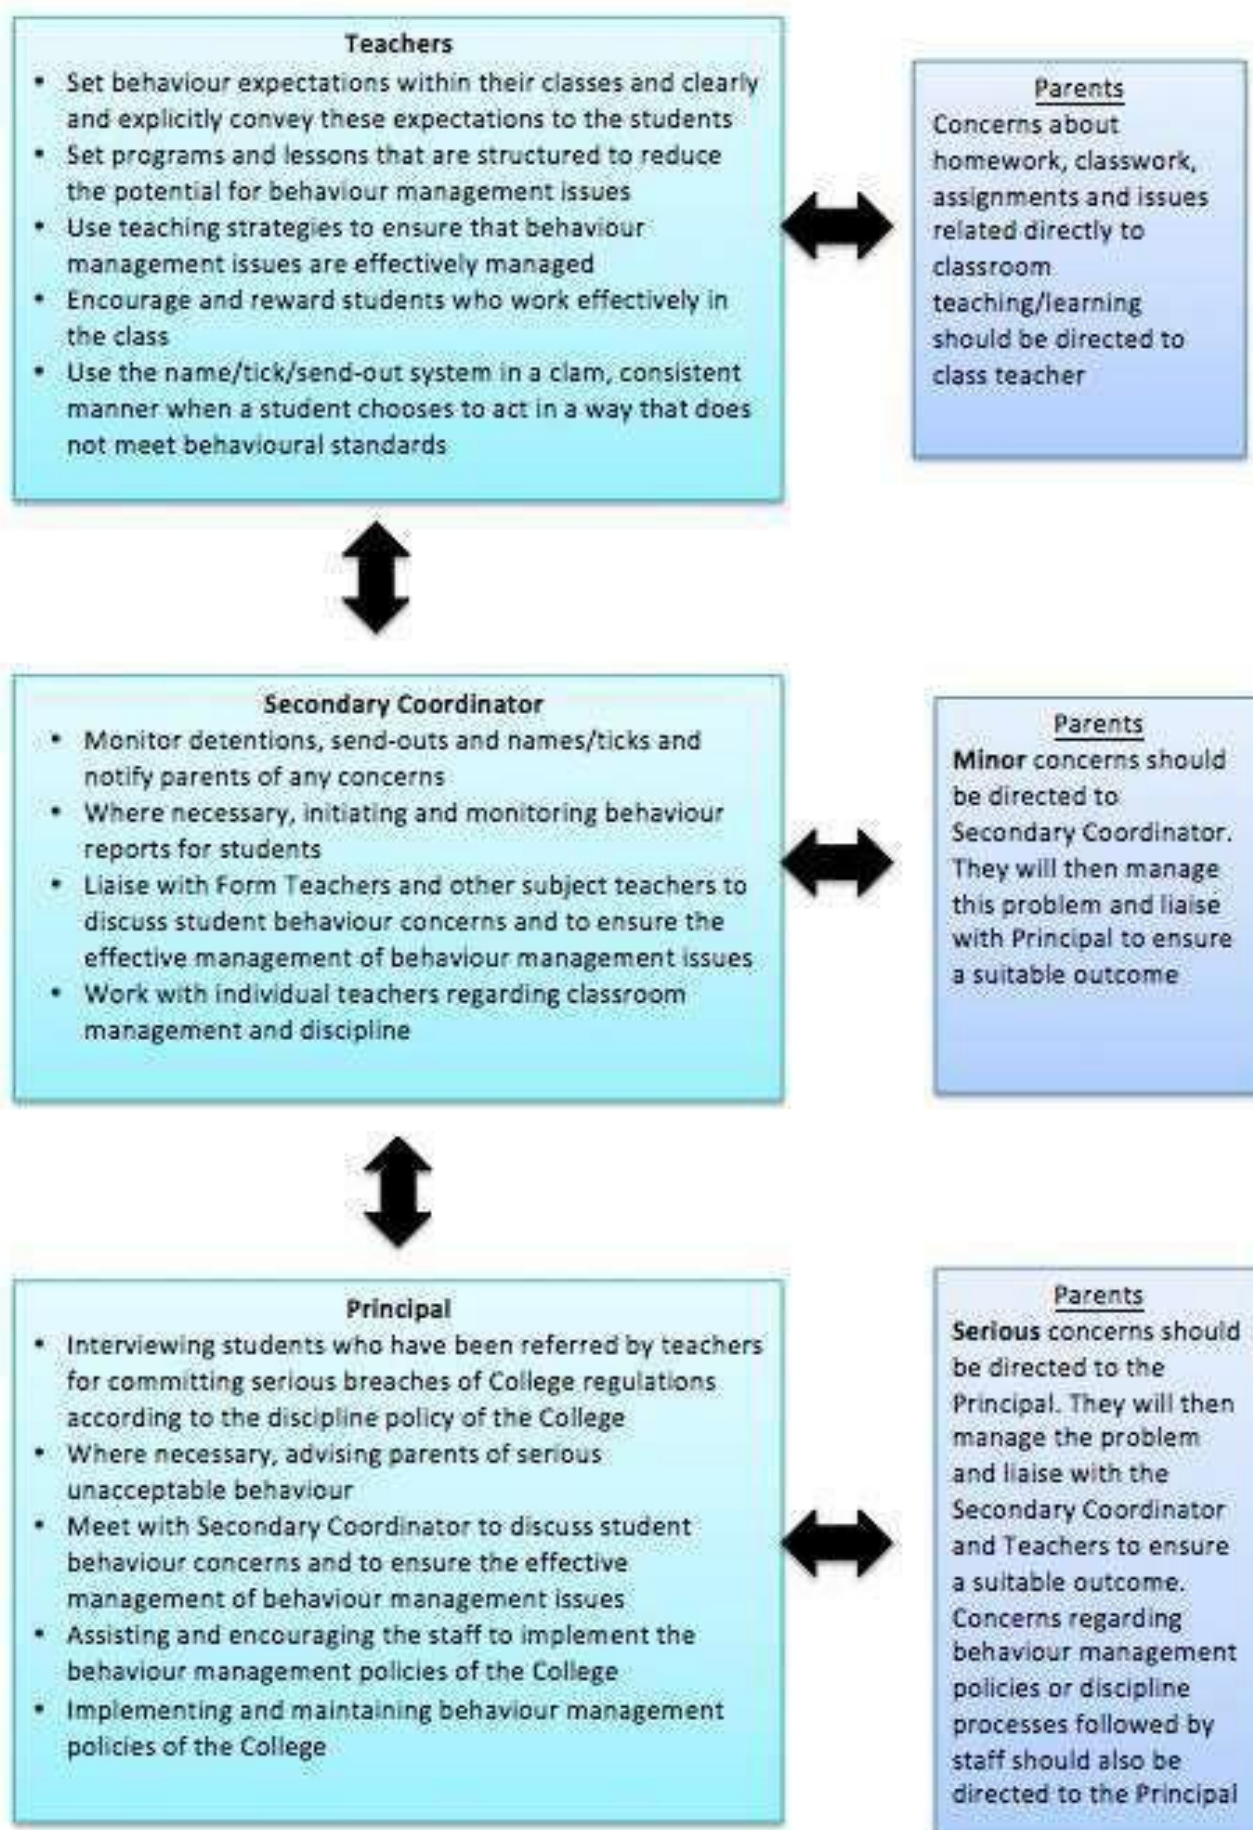 Teachers
• Set behaviour expectations within their classes and clearly
and explicitly convey these expectations to the students
• Set programs and lessons that are structured to reduce
the potential for behaviour management issues
• Use teaching strategies to ensure that behaviour
management issues are effectively managed
• Encourage and reward students who work effectively in
the class
• Use the name/tick/send-out system in a clam, consistent
manner when a student chooses to act in a way that does
not meet behavioural standards
Parents
Concerns about
homework, classwork,
assignments and issues
related directly to
classroom
teaching/learning
should be directed to
class teacher
Secondary Coordinator
• Monitor detentions, send-outs and names/ticks and
notify parents of any concerns
• Where necessary, initiating and monitoring behaviour
reports for students
• Liaise with Form Teachers and other subject teachers to
discuss student behaviour concerns and to ensure the
effective management of behaviour management issues
• Work with individual teachers regarding classroom
management and discipline
Parents
Minor concerns should
be directed to
Secondary Coordinator.
They will then manage
this problem and liaise
with Principal to ensure
a suitable outcome
Principal
• Interviewing students who have been referred by teachers
for committing serious breaches of College regulations
according to the discipline policy of the College
• Where necessary, advising parents of serious
unacceptable behaviour
• Meet with Secondary Coordinator to discuss student
behaviour concerns and to ensure the effective
management of behaviour management issues
• Assisting and encouraging the staff to implement the
behaviour management policies of the College
• Implementing and maintaining behaviour management
policies of the College
Parents
Serious concerns should
be directed to the
Principal. They will then
manage the problem
and liaise with the
Secondary Coordinator
and Teachers to ensure
a suitable outcome.
Concerns regarding
behaviour management
policies or discipline
processes followed by
staff should also be
directed to the Principal